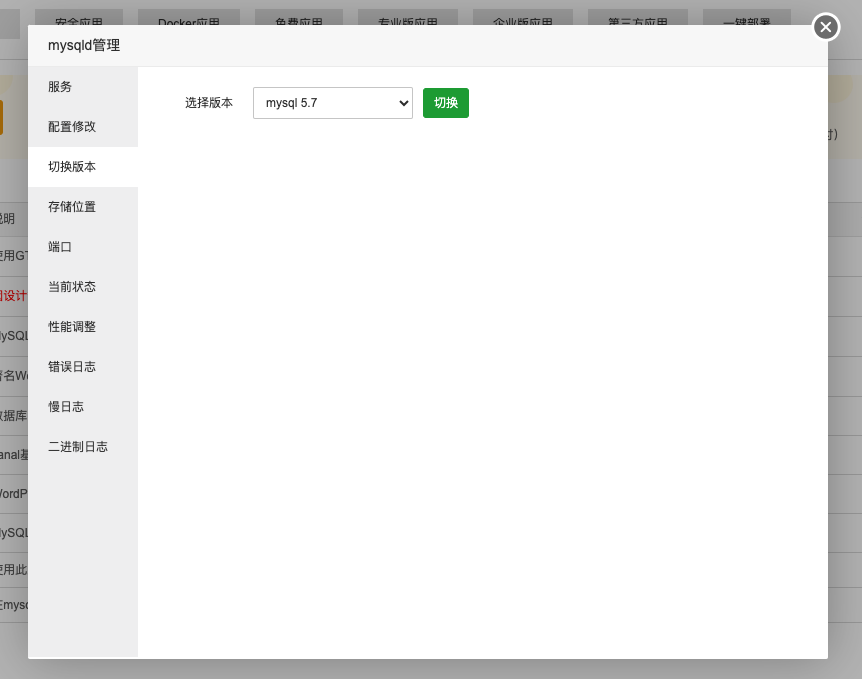 安全应用 Docker应用 免费应用 专业版应用 企业版应用 第三方应用 一键部署
mysqld管理
服务
选择版本 mysql 5.7 切换
配置修改
切换版本
存储位置
端口
当前状态
性能调整
错误日志
慢日志
二进制日志
说明
使用GT
设计
MySQL
署名Wo
数据库
anal基
WordP
MySQL
使用此